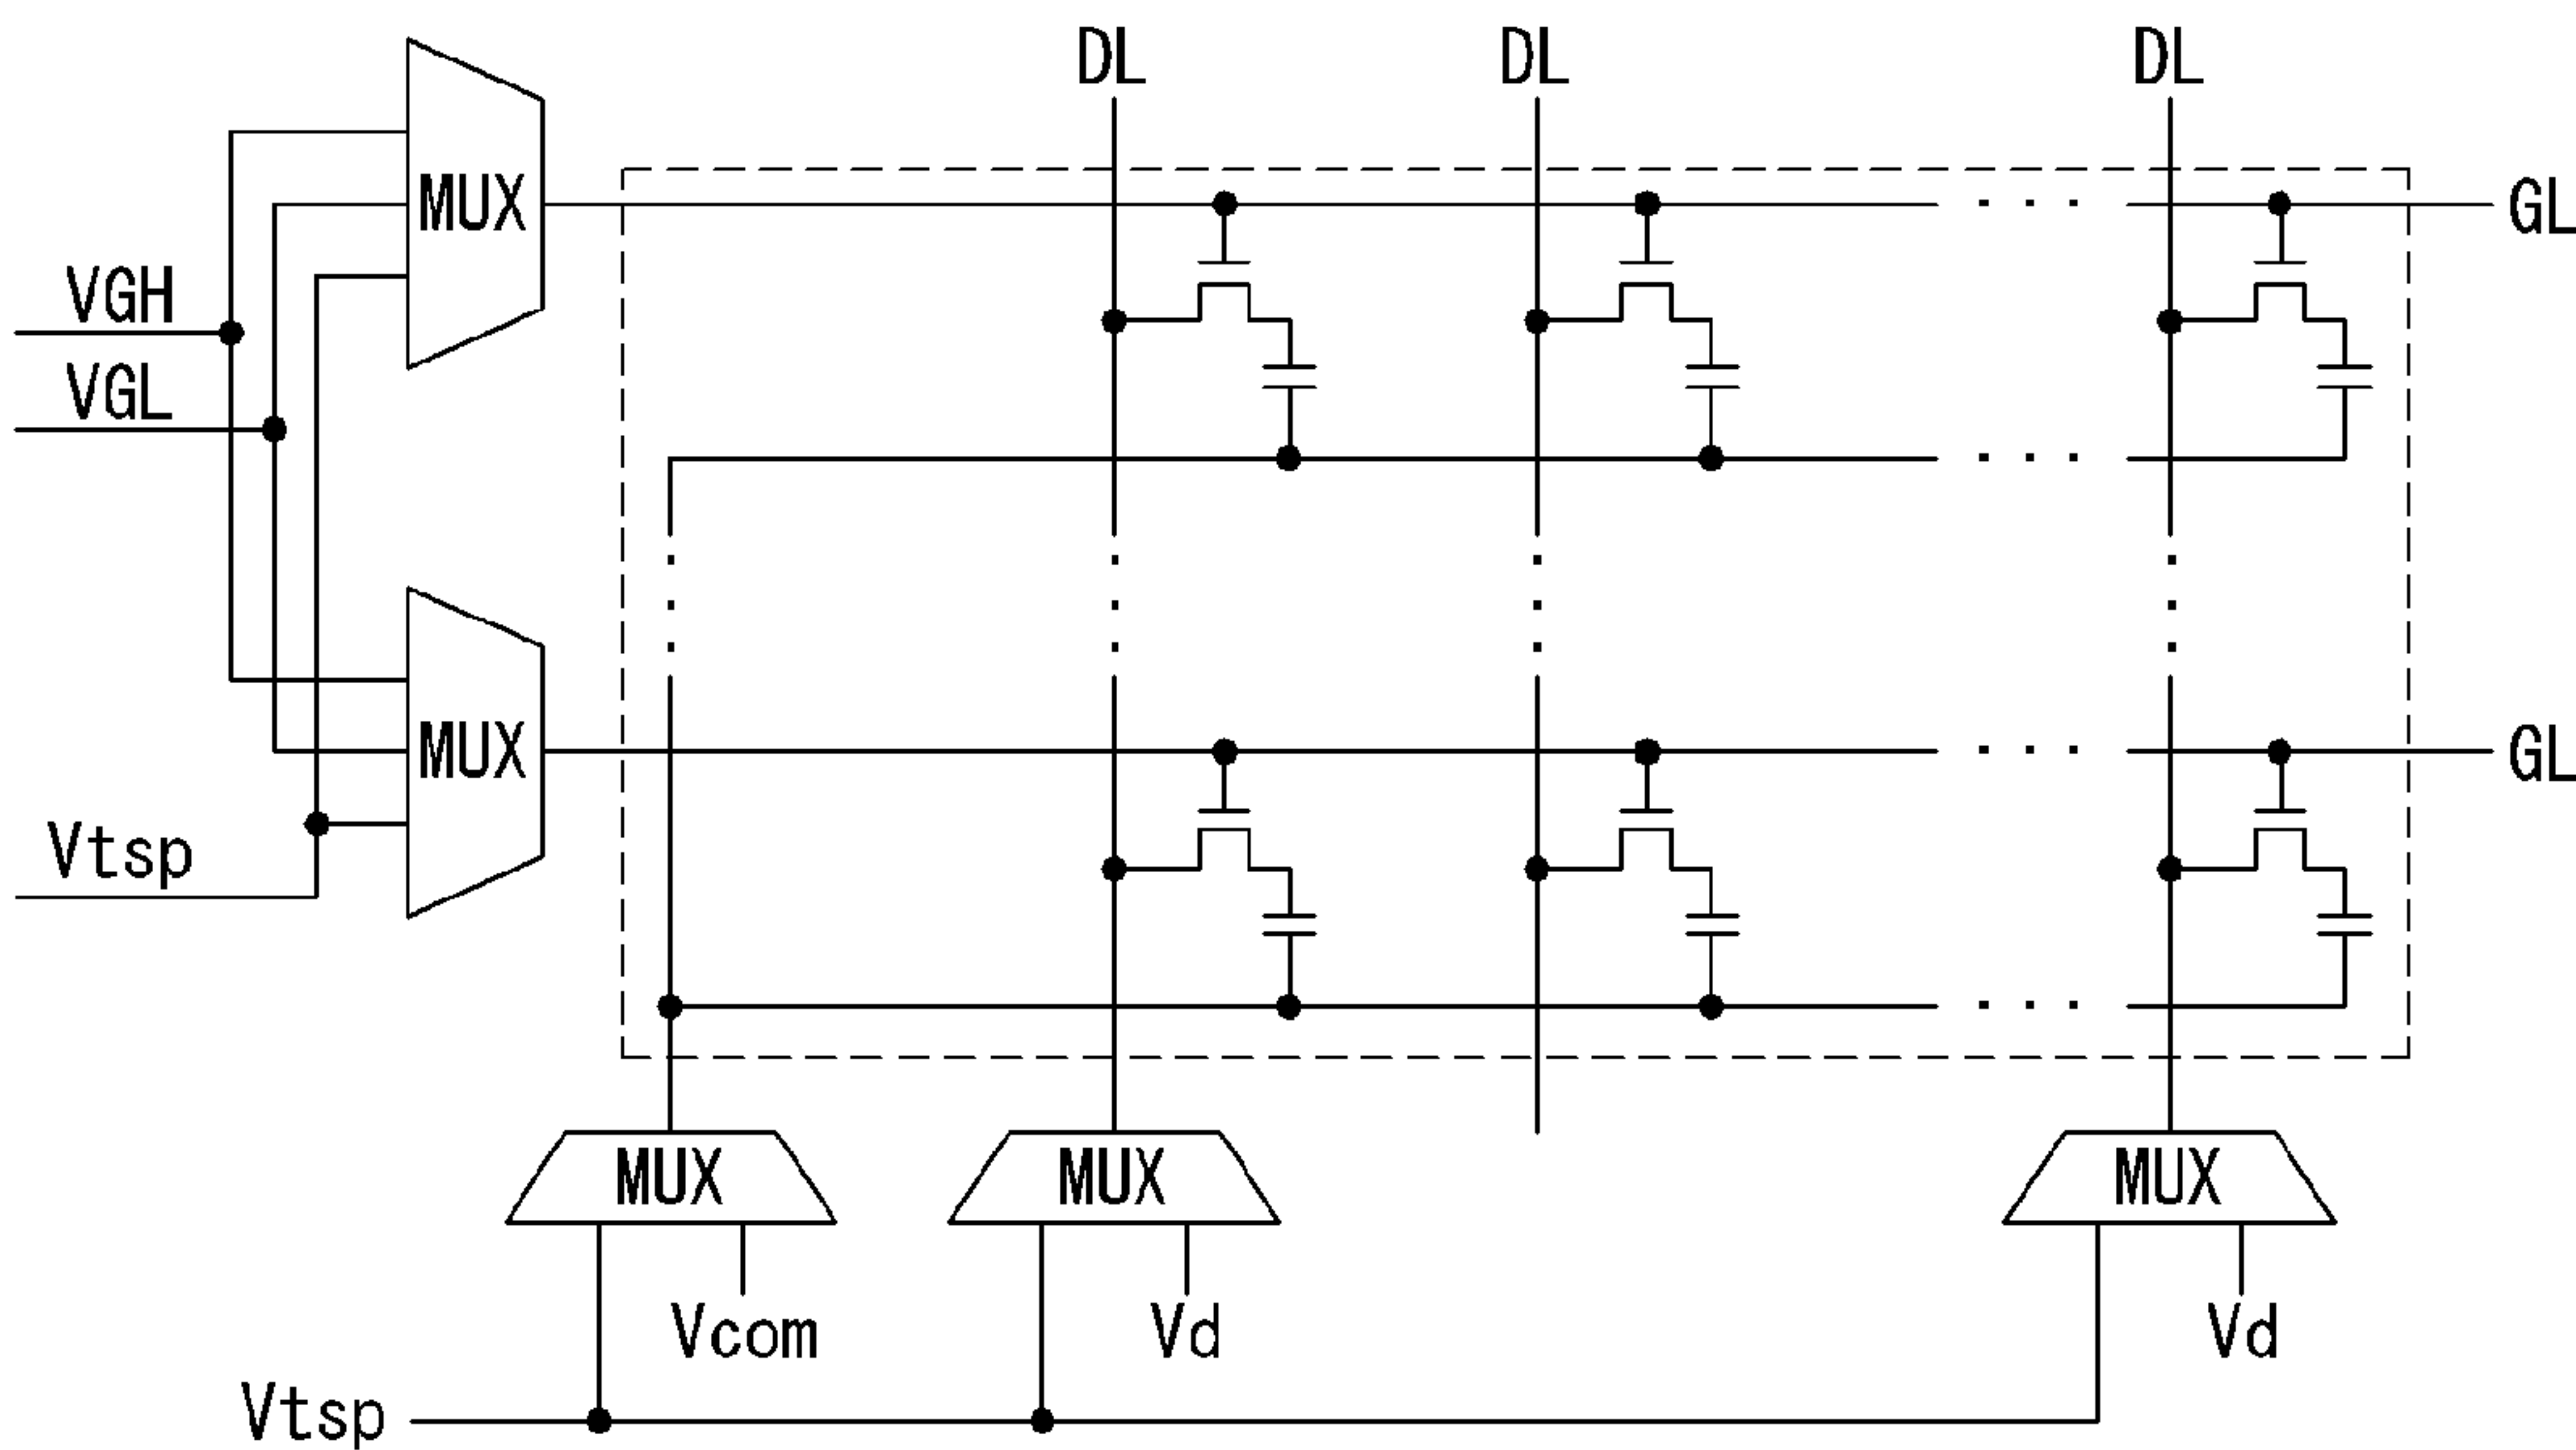 DL DL DL
MUX
GL
VGH
VGL
MUX
GL
Vtsp
MUX MUX MUX
Vcom Vd Vd
Vtsp